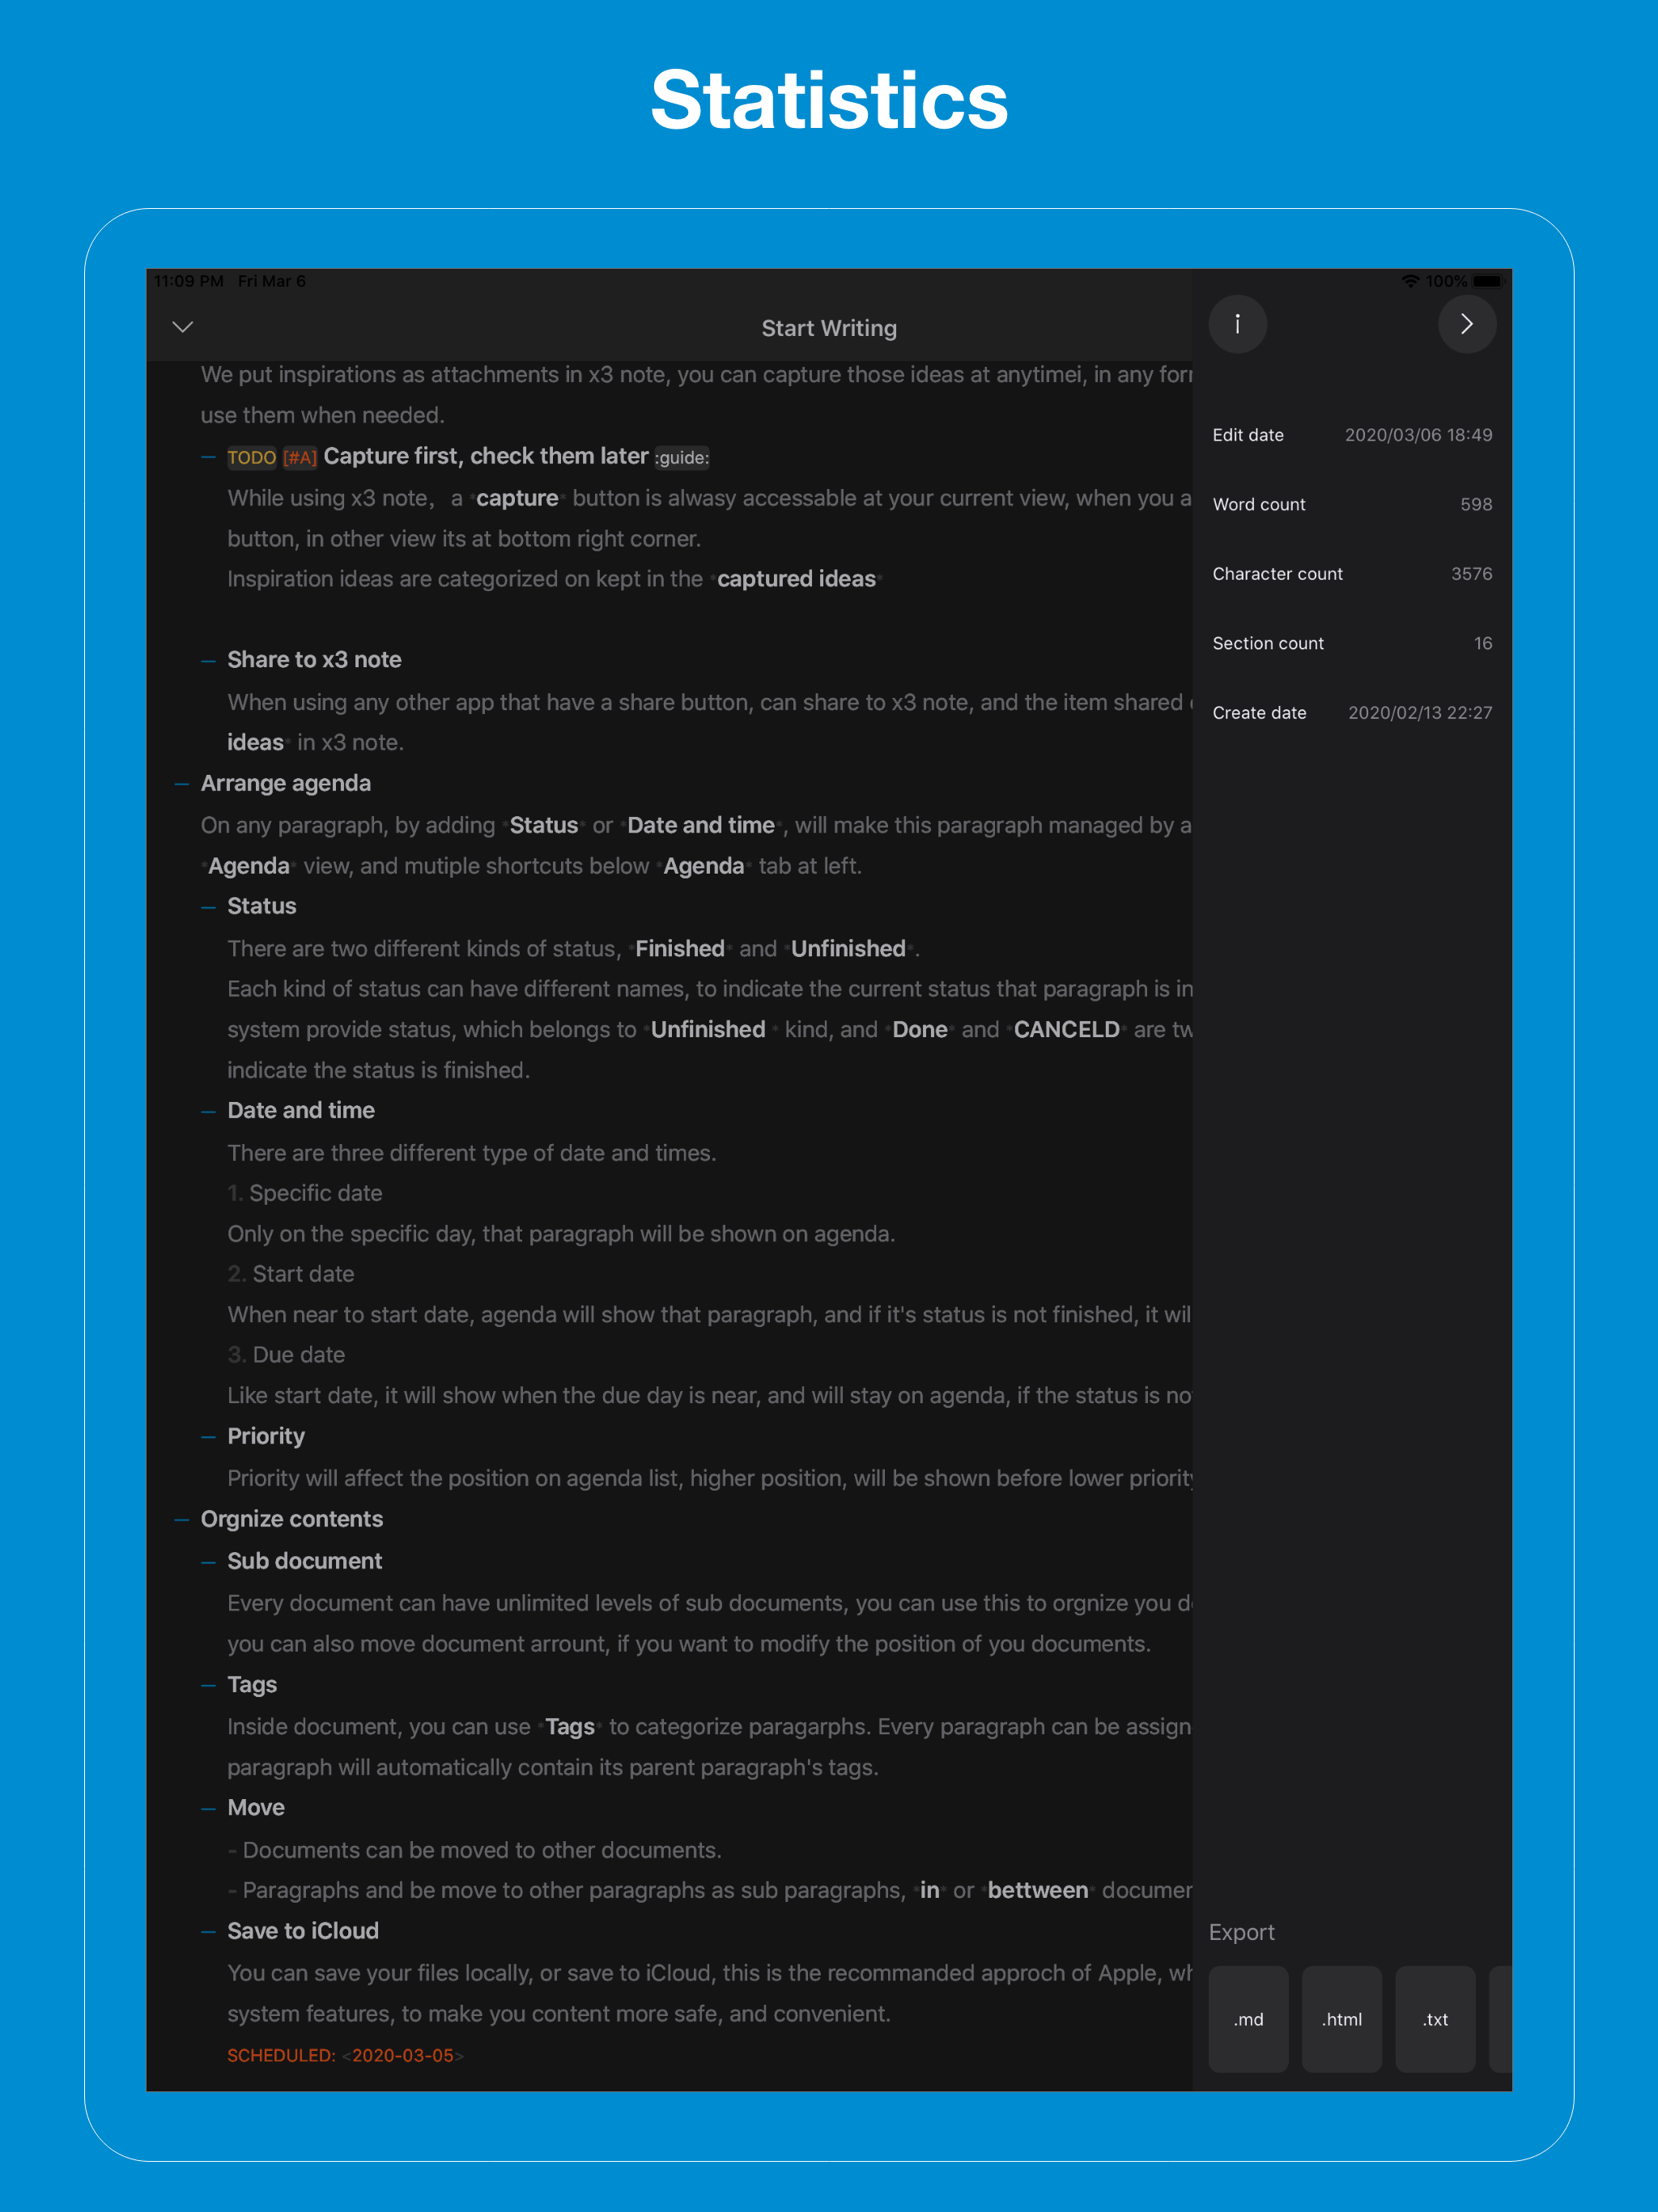 Statistics
11:09 PM Fri Mar 6
100%
Start Writing
i
We put inspirations as attachments in x3 note, you can capture those ideas at anytimei, in any
use them when needed.
TODO [#A] Capture first, check them later :guide:
While using x3 note, a *capture* button is alwasy accessable at your current view, when you
button, in other view its at bottom right corner.
Inspiration ideas are categorized on kept in the *captured ideas*
Share to x3 note
When using any other app that have a share button, can share to x3 note, and the item shared
ideas* in x3 note.
Arrange agenda
On any paragraph, by adding *Status* or *Date and time*, will make this paragraph managed by
*Agenda* view, and mutiple shortcuts below *Agenda* tab at left.
Status
There are two different kinds of status, *Finished* and *Unfinished*.
Each kind of status can have different names, to indicate the current status that paragraph is in
system provide status, which belongs to *Unfinished * kind, and *Done* and *CANCELD* are
indicate the status is finished.
Date and time
There are three different type of date and times.
1. Specific date
Only on the specific day, that paragraph will be shown on agenda.
2. Start date
When near to start date, agenda will show that paragraph, and if it's status is not finished, it
3. Due date
Like start date, it will show when the due day is near, and will stay on agenda, if the status is
Priority
Priority will affect the position on agenda list, higher position, will be shown before lower priority
Orgnize contents
Sub document
Every document can have unlimited levels of sub documents, you can use this to orgnize you
you can also move document arrount, if you want to modify the position of you documents.
Tags
Inside document, you can use *Tags* to categorize paragarphs. Every paragraph can be assign
paragraph will automatically contain its parent paragraph's tags.
Move
- Documents can be moved to other documents.
- Paragraphs and be move to other paragraphs as sub paragraphs, *in* or *bettween*
Save to iCloud
You can save your files locally, or save to iCloud, this is the recommanded approch of Apple,
system features, to make you content more safe, and convenient.
SCHEDULED: <2020-03-05>
Edit date 2020/03/06 18:49
Word count 598
Character count 3576
Section count 16
Create date 2020/02/13 22:27
Export
.md .html .txt